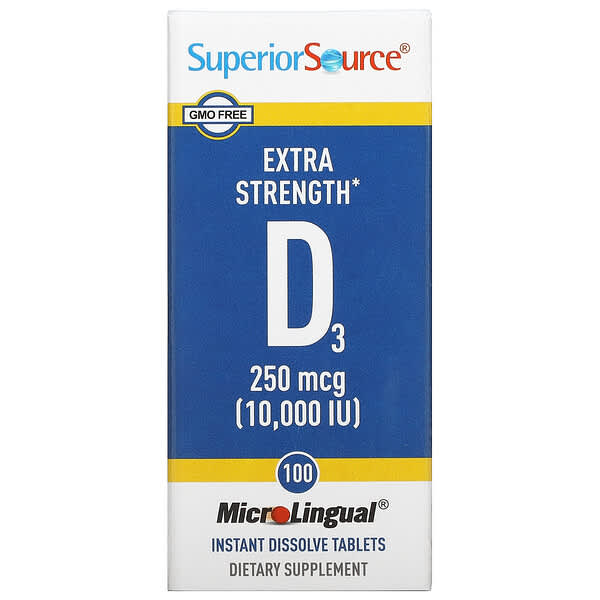 SuperiorSource®
GMO FREE
EXTRA
STRENGTH*
D3
250 mcg
(10,000 IU)
100
MicroLingual®
INSTANT DISSOLVE TABLETS
DIETARY SUPPLEMENT